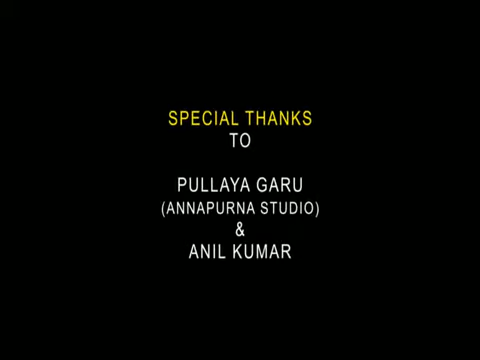 SPECIAL THANKS
TO
PULLAYA GARU
(ANNAPURNA STUDIO)
&
ANIL KUMAR